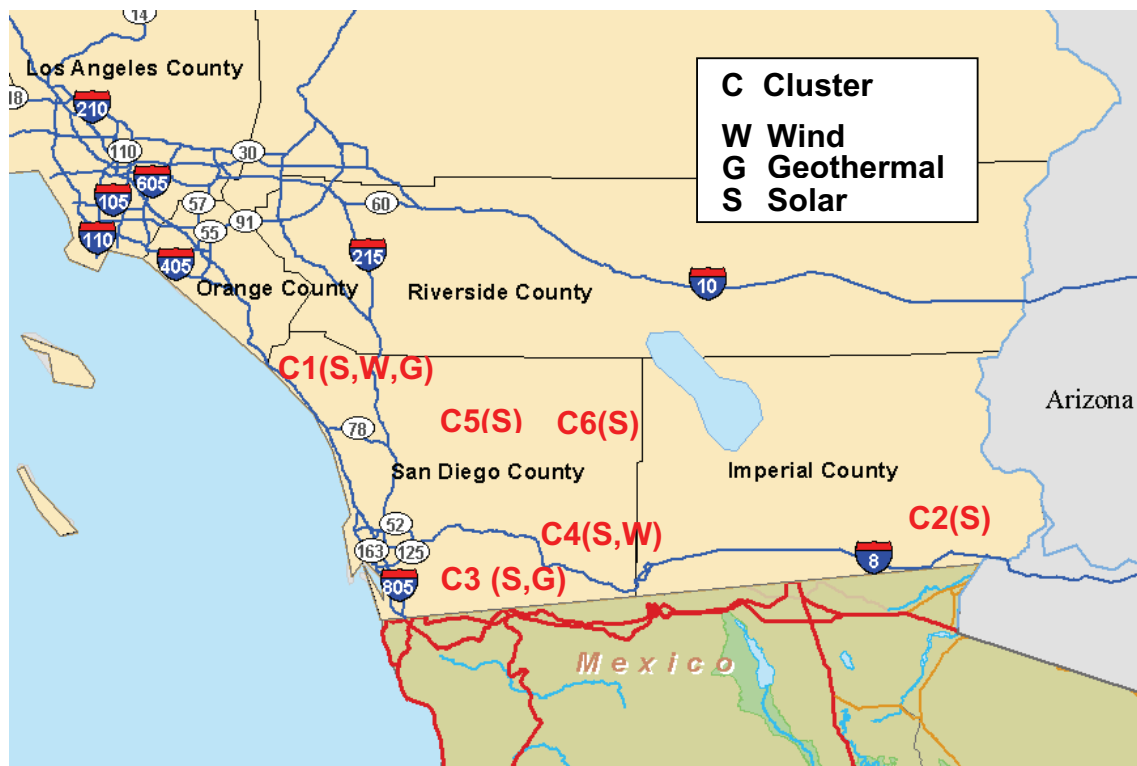 14
Los Angeles County
18
210
C Cluster
W Wind
G Geothermal
S Solar
110
30
605
105
57
60
91
55
110
215
405
Orange County
Riverside County
10
C1(S,W,G)
Arizona
C5(S)
C6(S)
78
San Diego County
Imperial County
C2(S)
52
C4(S,W)
163
125
8
C3 (S,G)
805
Mexico